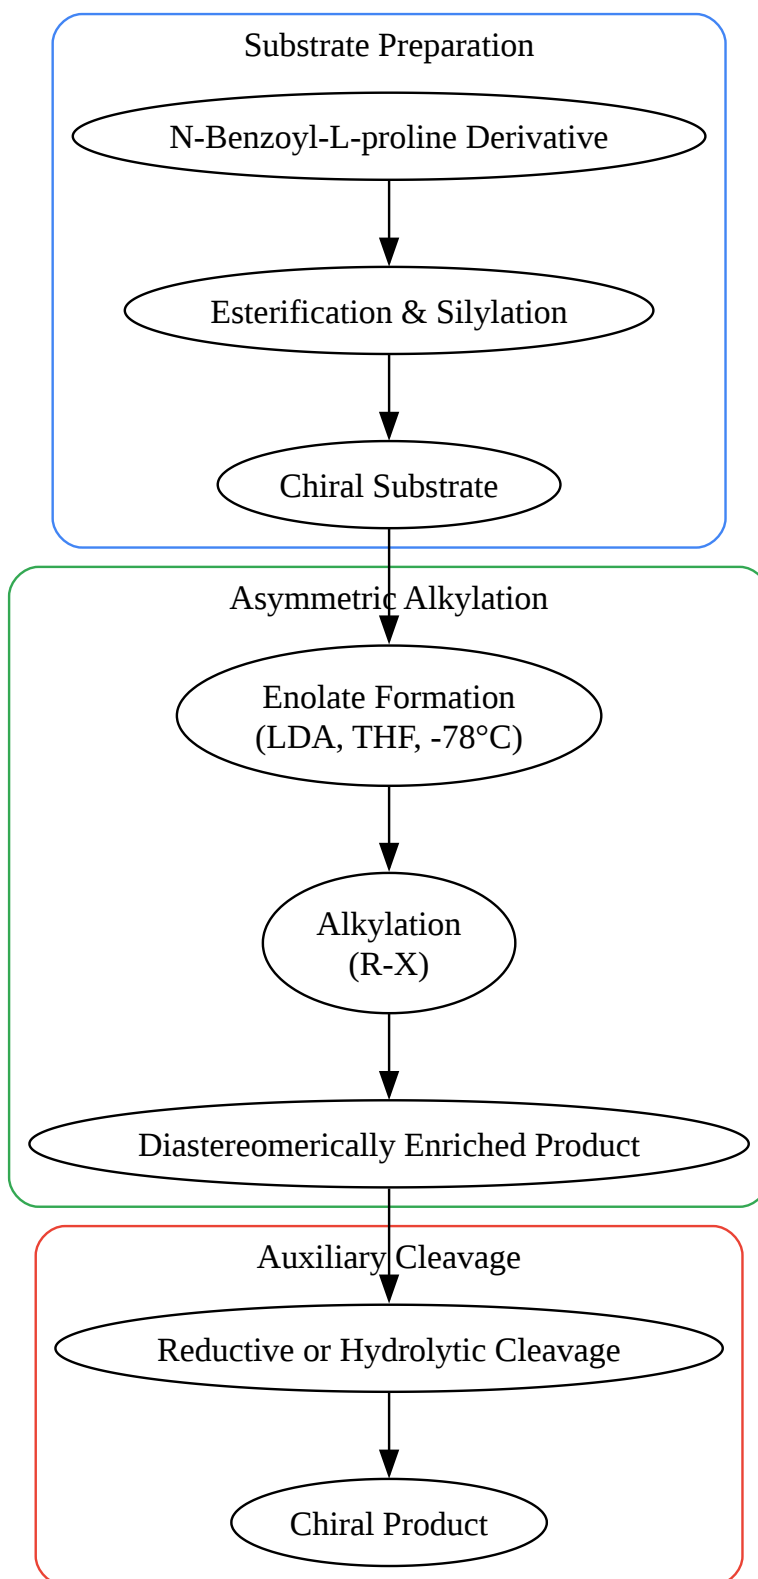 Substrate Preparation
N-Benzoyl-L-proline Derivative
Esterification & Silylation
Chiral Substrate
Asymmetric Alkylation
Enolate Formation
(LDA, THF, -78°C)
Alkylation
(R-X)
Diastereomerically Enriched Product
Auxiliary Cleavage
Reductive or Hydrolytic Cleavage
Chiral Product